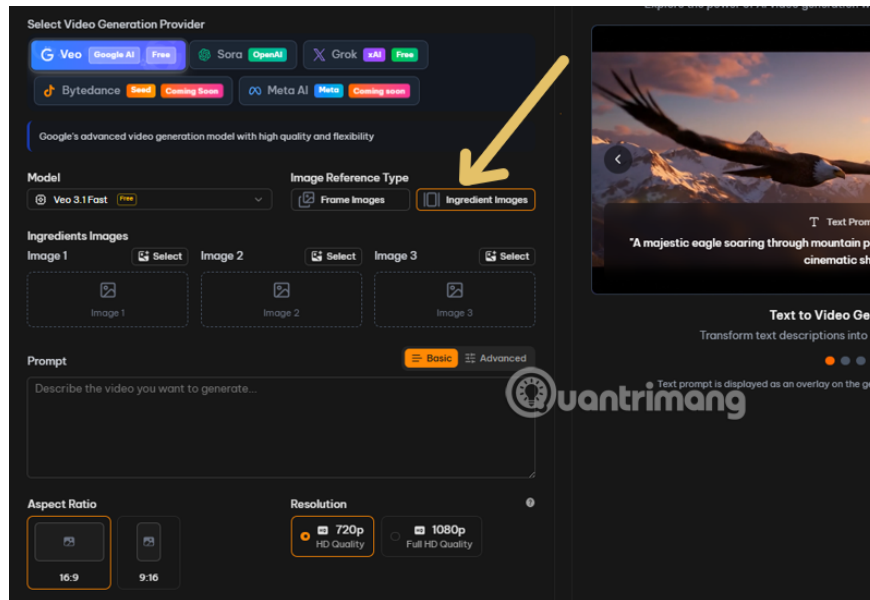 Select Video Generation Provider
Veo Google AI Free
Sora OpenAI
Grok xAI Free
Bytedance Seed Coming Soon
Meta AI Meta Coming soon
Google's advanced video generation model with high quality and flexibility
Model
Image Reference Type
Veo 3.1 Fast Free
Frame Images
Ingredient Images
Ingredients Images
Image 1 Select
Image 2 Select
Image 3 Select
Image 1
Image 2
Image 3
Prompt
Basic
Advanced
Describe the video you want to generate...
Aspect Ratio
Resolution
16:9
9:16
720p
HD Quality
1080p
Full HD Quality
T Text Prom
"A majestic eagle soaring through mountain p
cinematic sh
Text to Video Ge
Transform text descriptions into
Text prompt is displayed as an overlay on the ge
Quantrimang